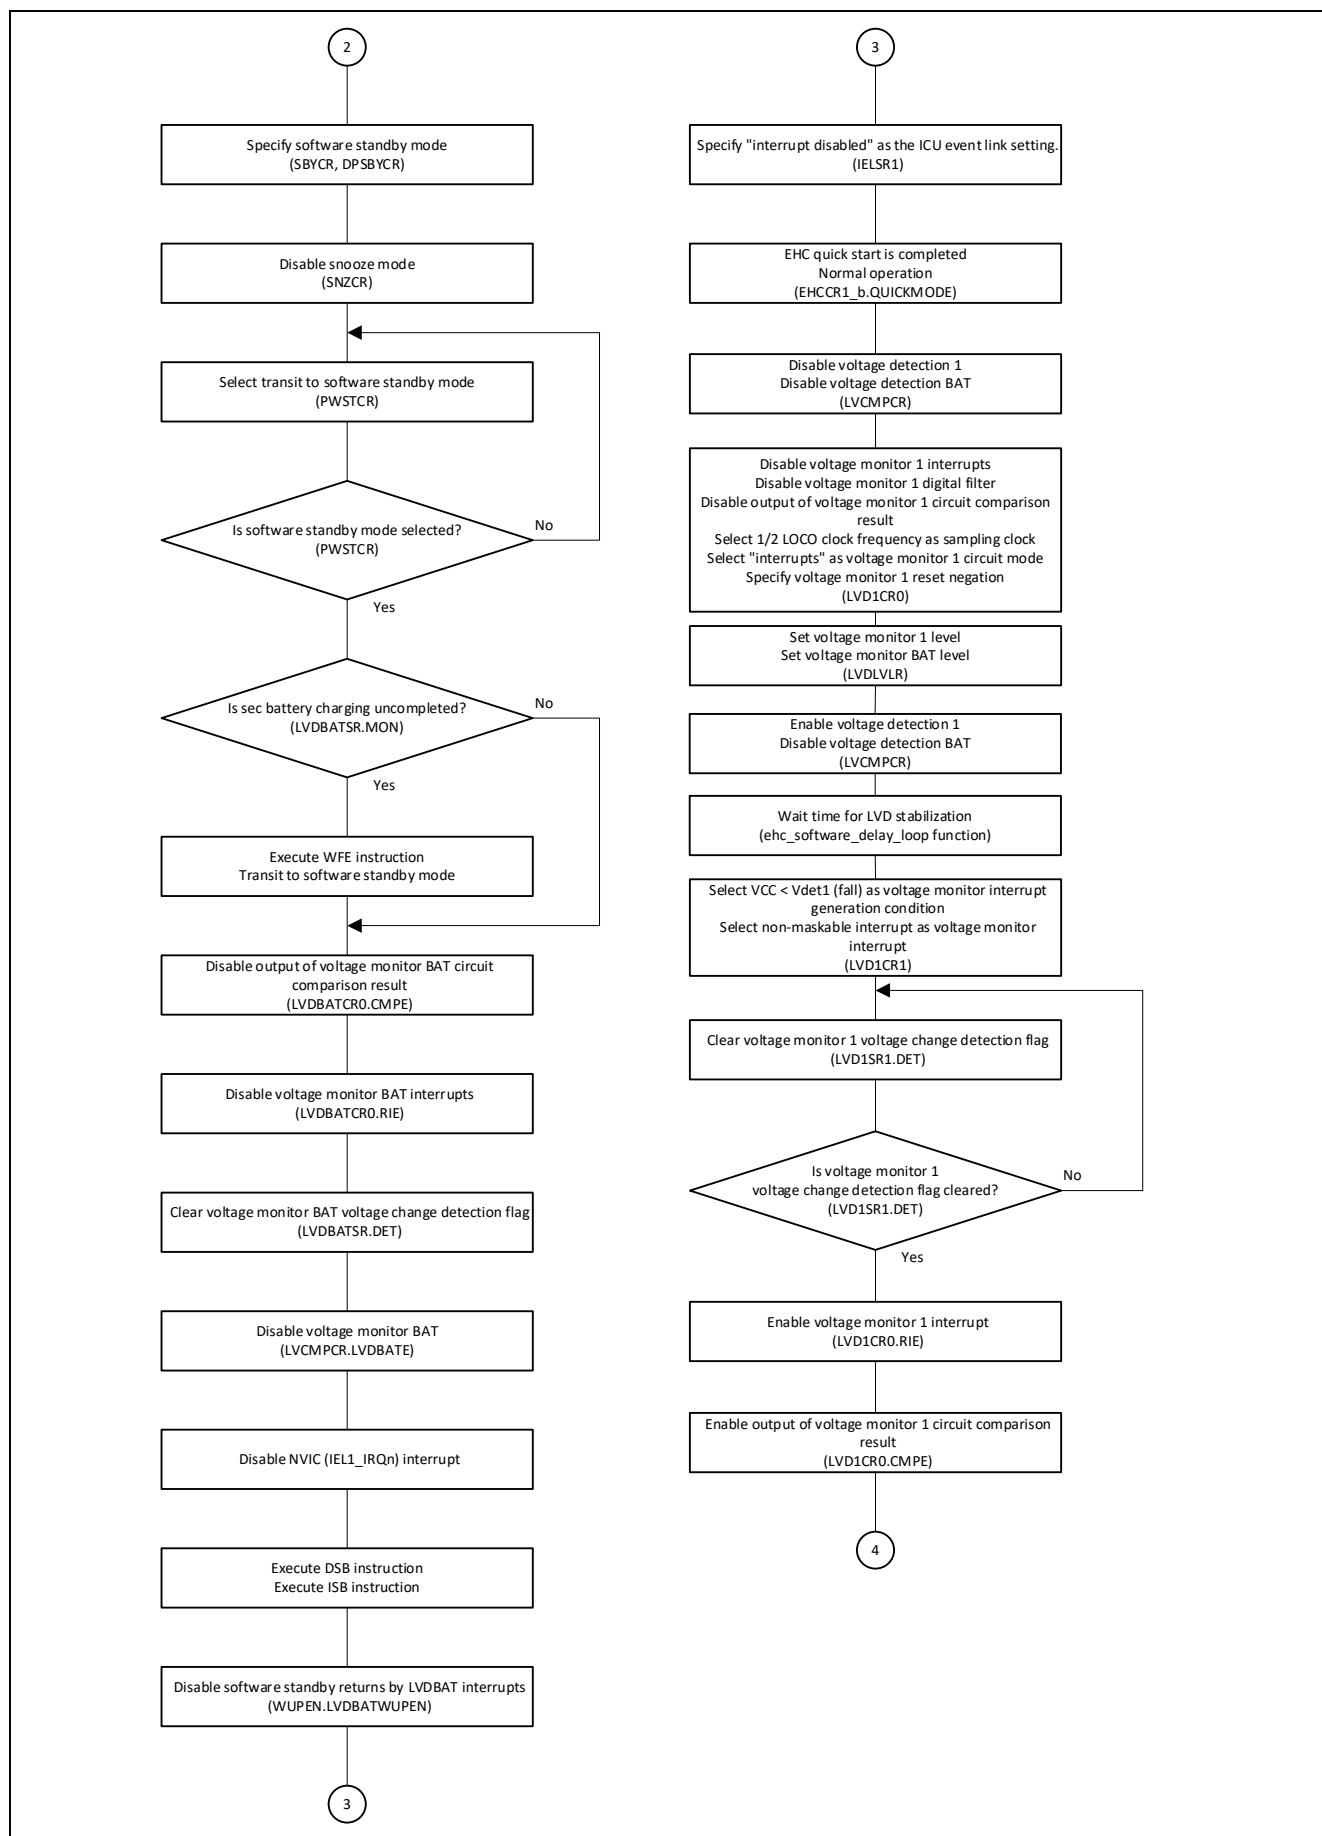 2
Specify software standby mode
(SBYCR, DPSBYCR)
Disable snooze mode
(SNZCR)
Select transit to software standby mode
(PWSTCR)
Is software standby mode selected?
(PWSTCR)
No
Yes
Is sec battery charging uncompleted?
(LVDBATSR.MON)
No
Yes
Execute WFE instruction
Transit to software standby mode
Disable output of voltage monitor BAT circuit
comparison result
(LVDBATCR0.CMPE)
Disable voltage monitor BAT interrupts
(LVDBATCR0.RIE)
Clear voltage monitor BAT voltage change detection flag
(LVDBATSR.DET)
Disable voltage monitor BAT
(LVCMPCR.LVDBATE)
Disable NVIC (IEL1_IRQn) interrupt
Execute DSB instruction
Execute ISB instruction
Disable software standby returns by LVDBAT interrupts
(WUPEN.LVDBATWUPEN)
3
3
Specify "interrupt disabled" as the ICU event link setting.
(IELSR1)
EHC quick start is completed
Normal operation
(EHCCR1_b.QUICKMODE)
Disable voltage detection 1
Disable voltage detection BAT
(LVCMPCR)
Disable voltage monitor 1 interrupts
Disable voltage monitor 1 digital filter
Disable output of voltage monitor 1 circuit comparison
result
Select 1/2 LOCO clock frequency as sampling clock
Select "interrupts" as voltage monitor 1 circuit mode
Specify voltage monitor 1 reset negation
(LVD1CR0)
Set voltage monitor 1 level
Set voltage monitor BAT level
(LVDLVLR)
Enable voltage detection 1
Disable voltage detection BAT
(LVCMPCR)
Wait time for LVD stabilization
(ehc_software_delay_loop function)
Select VCC < Vdet1 (fall) as voltage monitor interrupt
generation condition
Select non-maskable interrupt as voltage monitor
interrupt
(LVD1CR1)
Clear voltage monitor 1 voltage change detection flag
(LVD1SR1.DET)
Is voltage monitor 1
voltage change detection flag cleared?
(LVD1SR1.DET)
No
Yes
Enable voltage monitor 1 interrupt
(LVD1CR0.RIE)
Enable output of voltage monitor 1 circuit comparison
result
(LVD1CR0.CMPE)
4